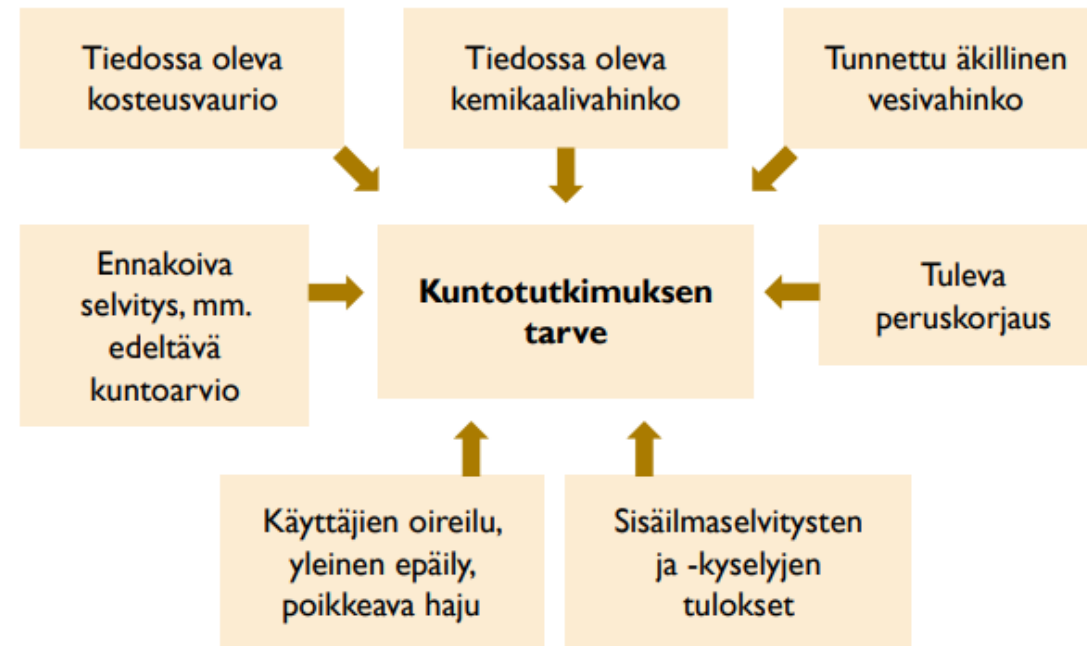 Tiedossa oleva
kosteusvaurio
Tiedossa oleva
kemikaalivahinko
Tunnettu äkillinen
vesivahinko
Ennakoiva
selvitys, mm.
edeltävä
kuntoarvio
Kuntotutkimuksen
tarve
Tuleva
peruskorjaus
Käyttäjien oireilu,
yleinen epäily,
poikkeava haju
Sisäilmaselvitysten
ja -kyselyjen
tulokset